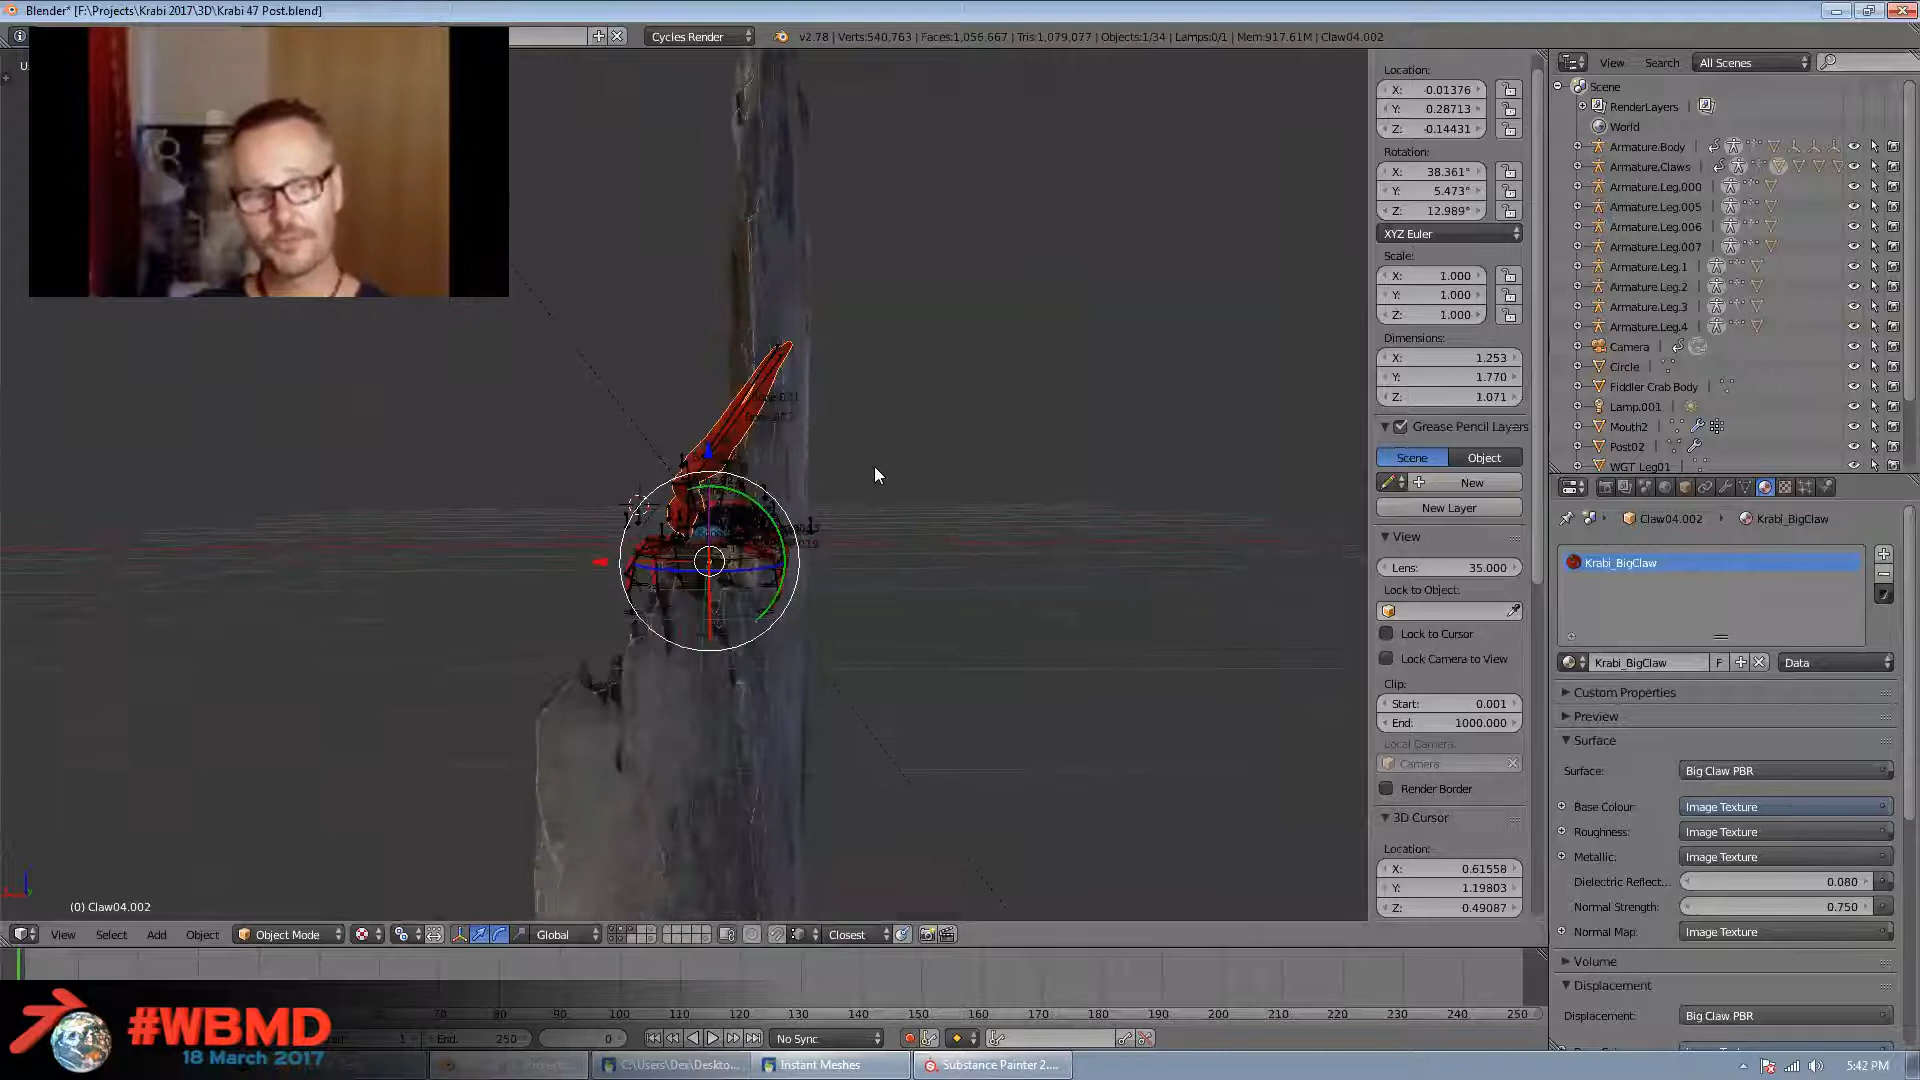 Blender* [F:\Projects\Krabi 2017\3D\Krabi 47 Post.blend]
Cycles Render
v2.78 | Verts:540,763 | Faces:1,056,667 | Tris:1,079,077 | Objects:1/34 | Lamps:0/1 | Mem:917.61M | Claw04.002
(0) Claw04.002
View Select Add Object Object Mode Global Closest
Location:
X: -0.01376
Y: 0.28713
Z: -0.14431
Rotation:
X: 38.361°
Y: 5.473°
Z: 12.989°
XYZ Euler
Scale:
X: 1.000
Y: 1.000
Z: 1.000
Dimensions:
X: 1.253
Y: 1.770
Z: 1.071
Grease Pencil Layers
Scene Object
New
New Layer
View
Lens: 35.000
Lock to Object:
Lock to Cursor
Lock Camera to View
Clip:
Start: 0.001
End: 1000.000
Local Camera:
Camera
Render Border
3D Cursor
Location:
X: 0.61558
Y: 1.19803
Z: 0.49087
View Search All Scenes
Scene
RenderLayers
World
Armature.Body
Armature.Claws
Armature.Leg.000
Armature.Leg.005
Armature.Leg.006
Armature.Leg.007
Armature.Leg.1
Armature.Leg.2
Armature.Leg.3
Armature.Leg.4
Camera
Circle
Fiddler Crab Body
Lamp.001
Mouth2
Post02
WGT_Leg01
Claw04.002 Krabi_BigClaw
Krabi_BigClaw
Krabi_BigClaw F Data
Custom Properties
Preview
Surface
Surface: Big Claw PBR
Base Colour: Image Texture
Roughness: Image Texture
Metallic: Image Texture
Dielectric Reflect... 0.080
Normal Strength: 0.750
Normal Map: Image Texture
Volume
Displacement
Displacement: Big Claw PBR
70 80 90 100 110 120 130 140 150 160 170 180 190 200 210 220 230 240 250
1 End: 250 0 No Sync
#WBMD
18 March 2017
C:\Users\Dex\Deskto...
Instant Meshes
Substance Painter 2....
5:42 PM